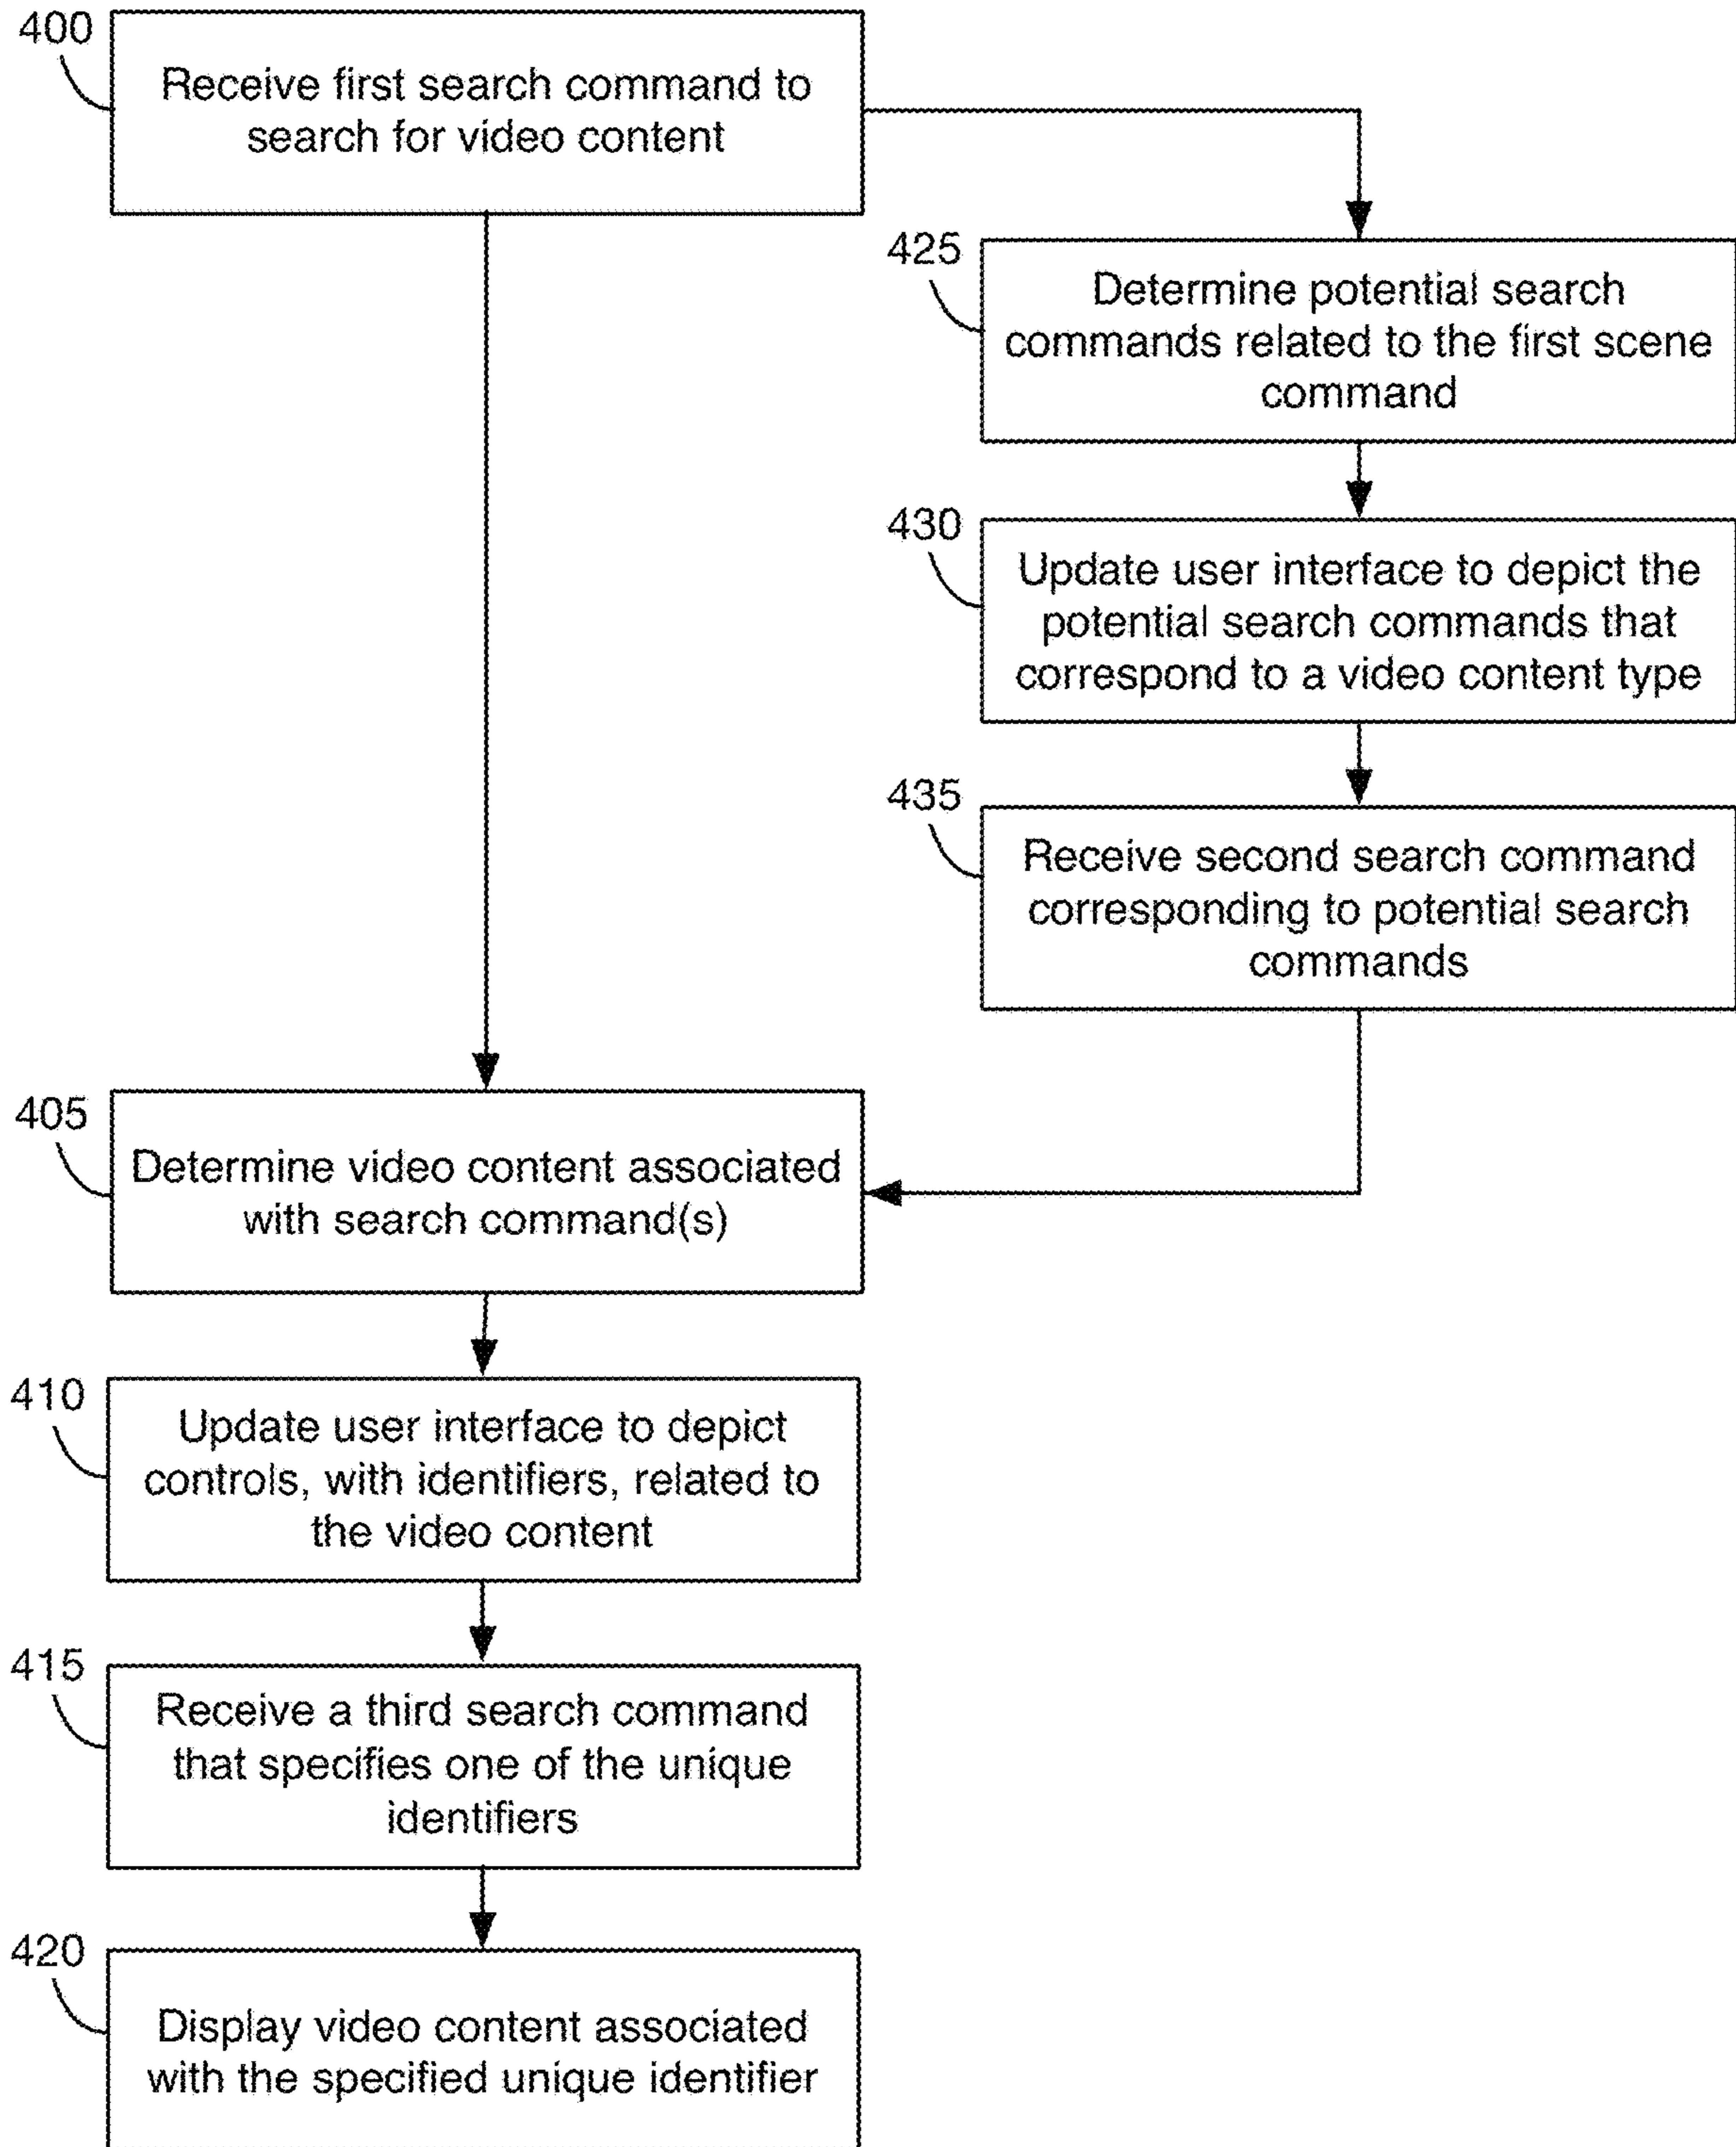 400
Receive first search command to
search for video content
425
Determine potential search
commands related to the first scene
command
430
Update user interface to depict the
potential search commands that
correspond to a video content type
435
Receive second search command
corresponding to potential search
commands
405
Determine video content associated
with search command(s)
410
Update user interface to depict
controls, with identifiers, related to
the video content
415
Receive a third search command
that specifies one of the unique
identifiers
420
Display video content associated
with the specified unique identifier